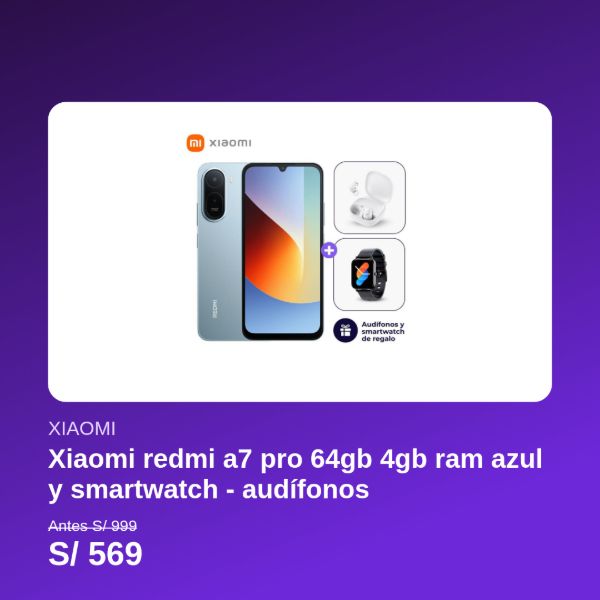 xiaomi
REDMI
Audífonos y
smartwatch
de regalo
XIAOMI
Xiaomi redmi a7 pro 64gb 4gb ram azul
y smartwatch - audífonos
Antes S/ 999
S/ 569